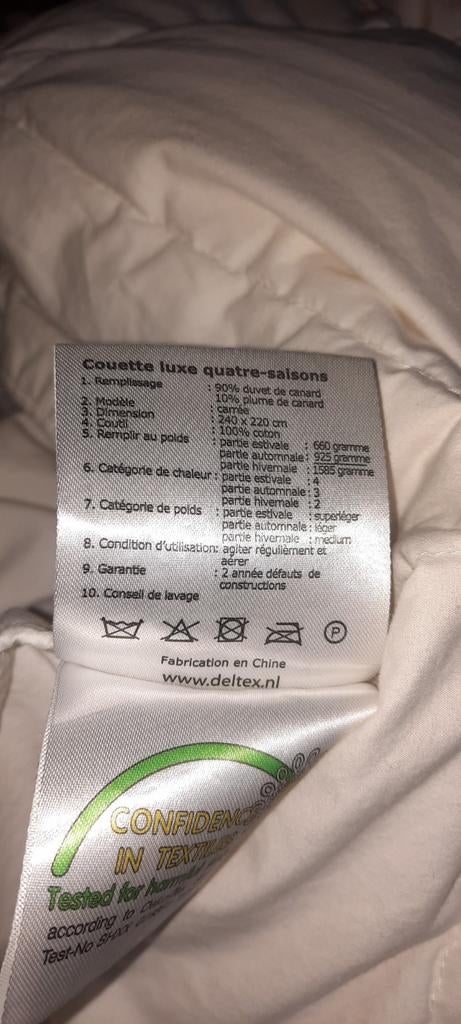 Couette luxe quatre-saisons
1. Remplissage : 90% duvet de canard
10% plume de canard
2. Modèle : carrée
3. Dimension : 240 x 220 cm
4. Coutil : 100% coton
5. Remplir au poids : partie estivale : 660 gramme
partie automnale : 925 gramme
partie hivernale : 1585 gramme
6. Catégorie de chaleur : partie estivale : 4
partie automnale : 3
partie hivernale : 2
7. Catégorie de poids : partie estivale : superléger
partie automnale : léger
partie hivernale : medium
8. Condition d'utilisation: agiter régulièrment et
aérer
9. Garantie : 2 année défauts de
constructions
10. Conseil de lavage
P
Fabrication en Chine
www.deltex.nl
CONFIDENCE
IN TEXTILES
Tested for
according to
Test-No